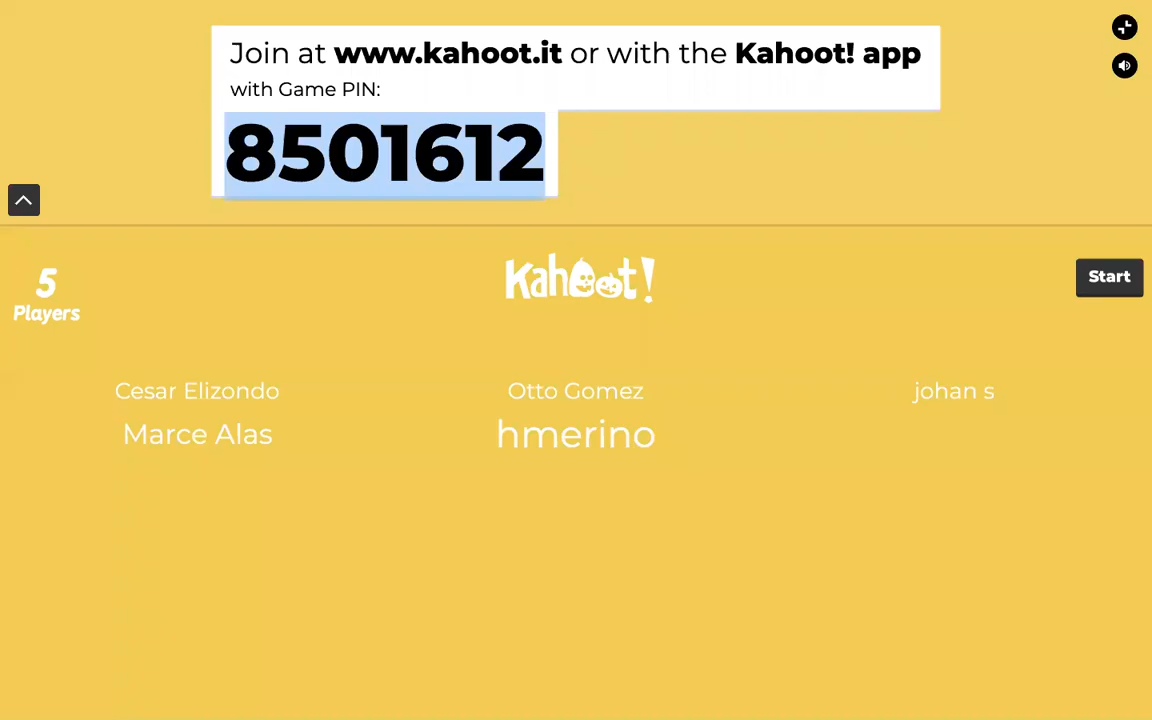 Join at www.kahoot.it or with the Kahoot! app
with Game PIN:
8501612
5
Players
Kahoot!
Start
Cesar Elizondo
Otto Gomez
johan s
Marce Alas
hmerino